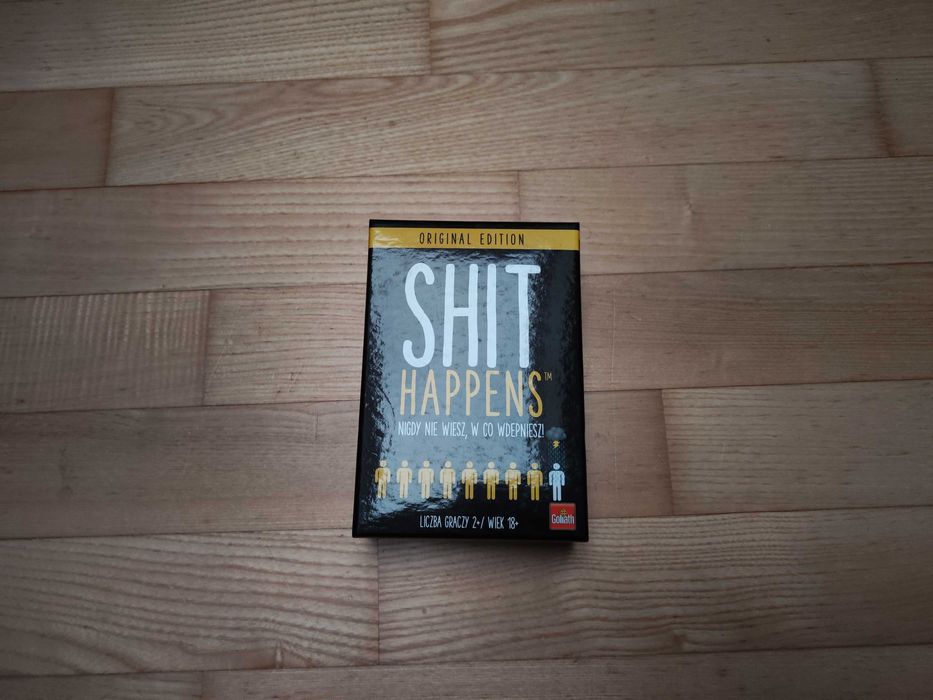 ORIGINAL EDITION
SHIT
HAPPENS™
NIGDY NIE WIESZ, W CO WDEPNIESZ!
LICZBA GRACZY 2+/ WIEK 18+
Goliath